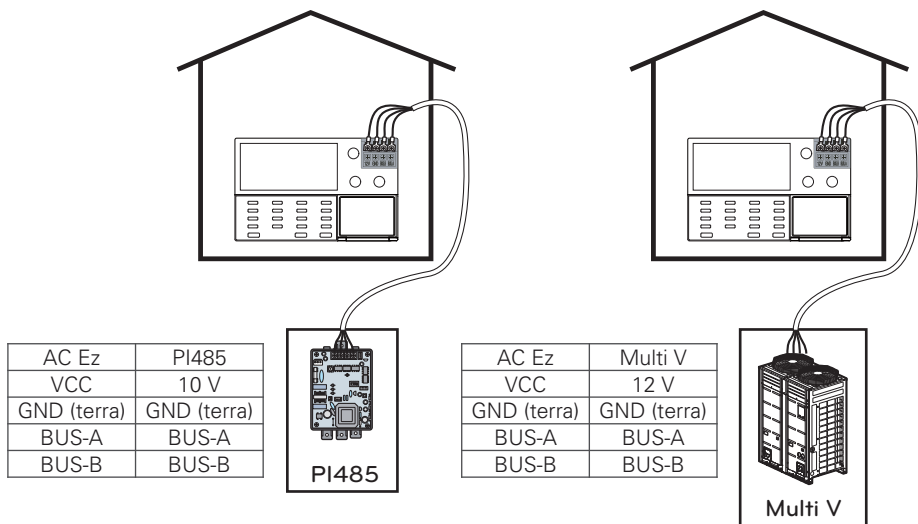 AC Ez PI485
VCC 10 V
GND (terra) GND (terra)
BUS-A BUS-A
BUS-B BUS-B
PI485
AC Ez Multi V
VCC 12 V
GND (terra) GND (terra)
BUS-A BUS-A
BUS-B BUS-B
Multi V